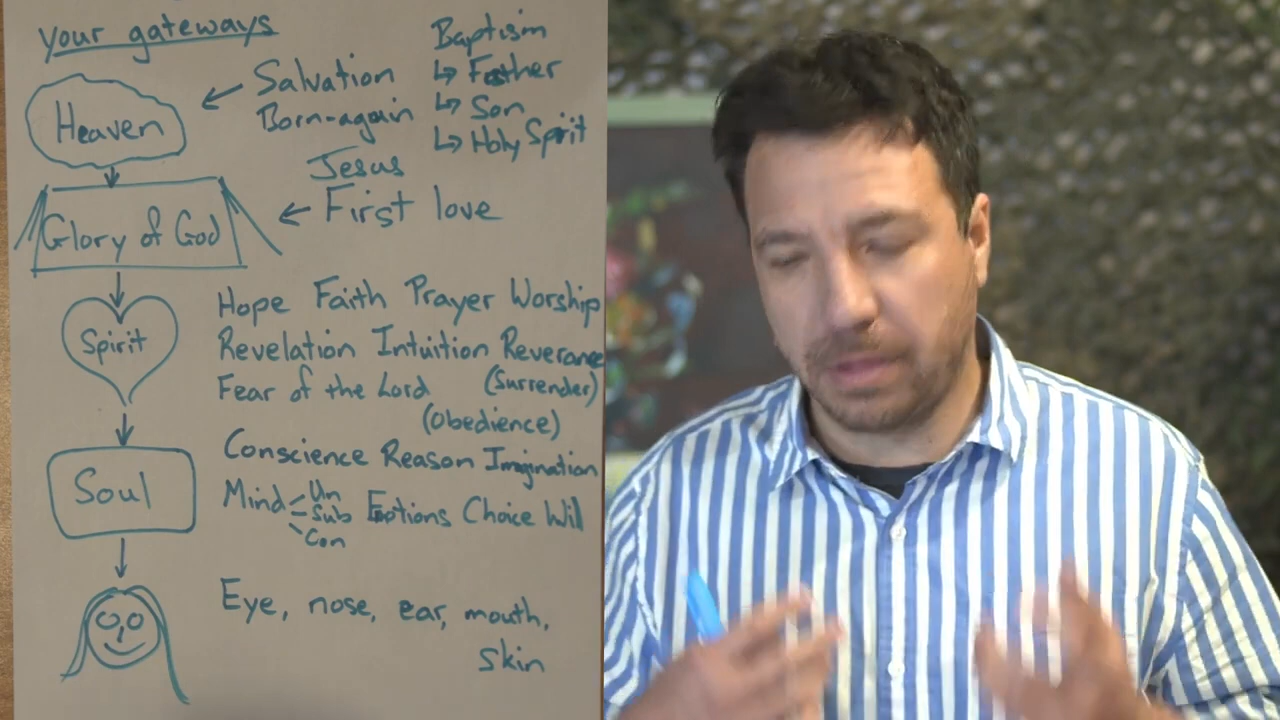 your gateways
Heaven
Salvation
Born-again
Baptism
↳ Father
↳ Son
↳ Holy Spirit
Jesus
Glory of God
First love
Spirit
Hope Faith Prayer Worship
Revelation Intuition Reverance
Fear of the Lord (Surrender)
(Obedience)
Soul
Conscience Reason Imagination
Mind Un Sub Con Emotions Choice Will
Eye, nose, ear, mouth,
skin